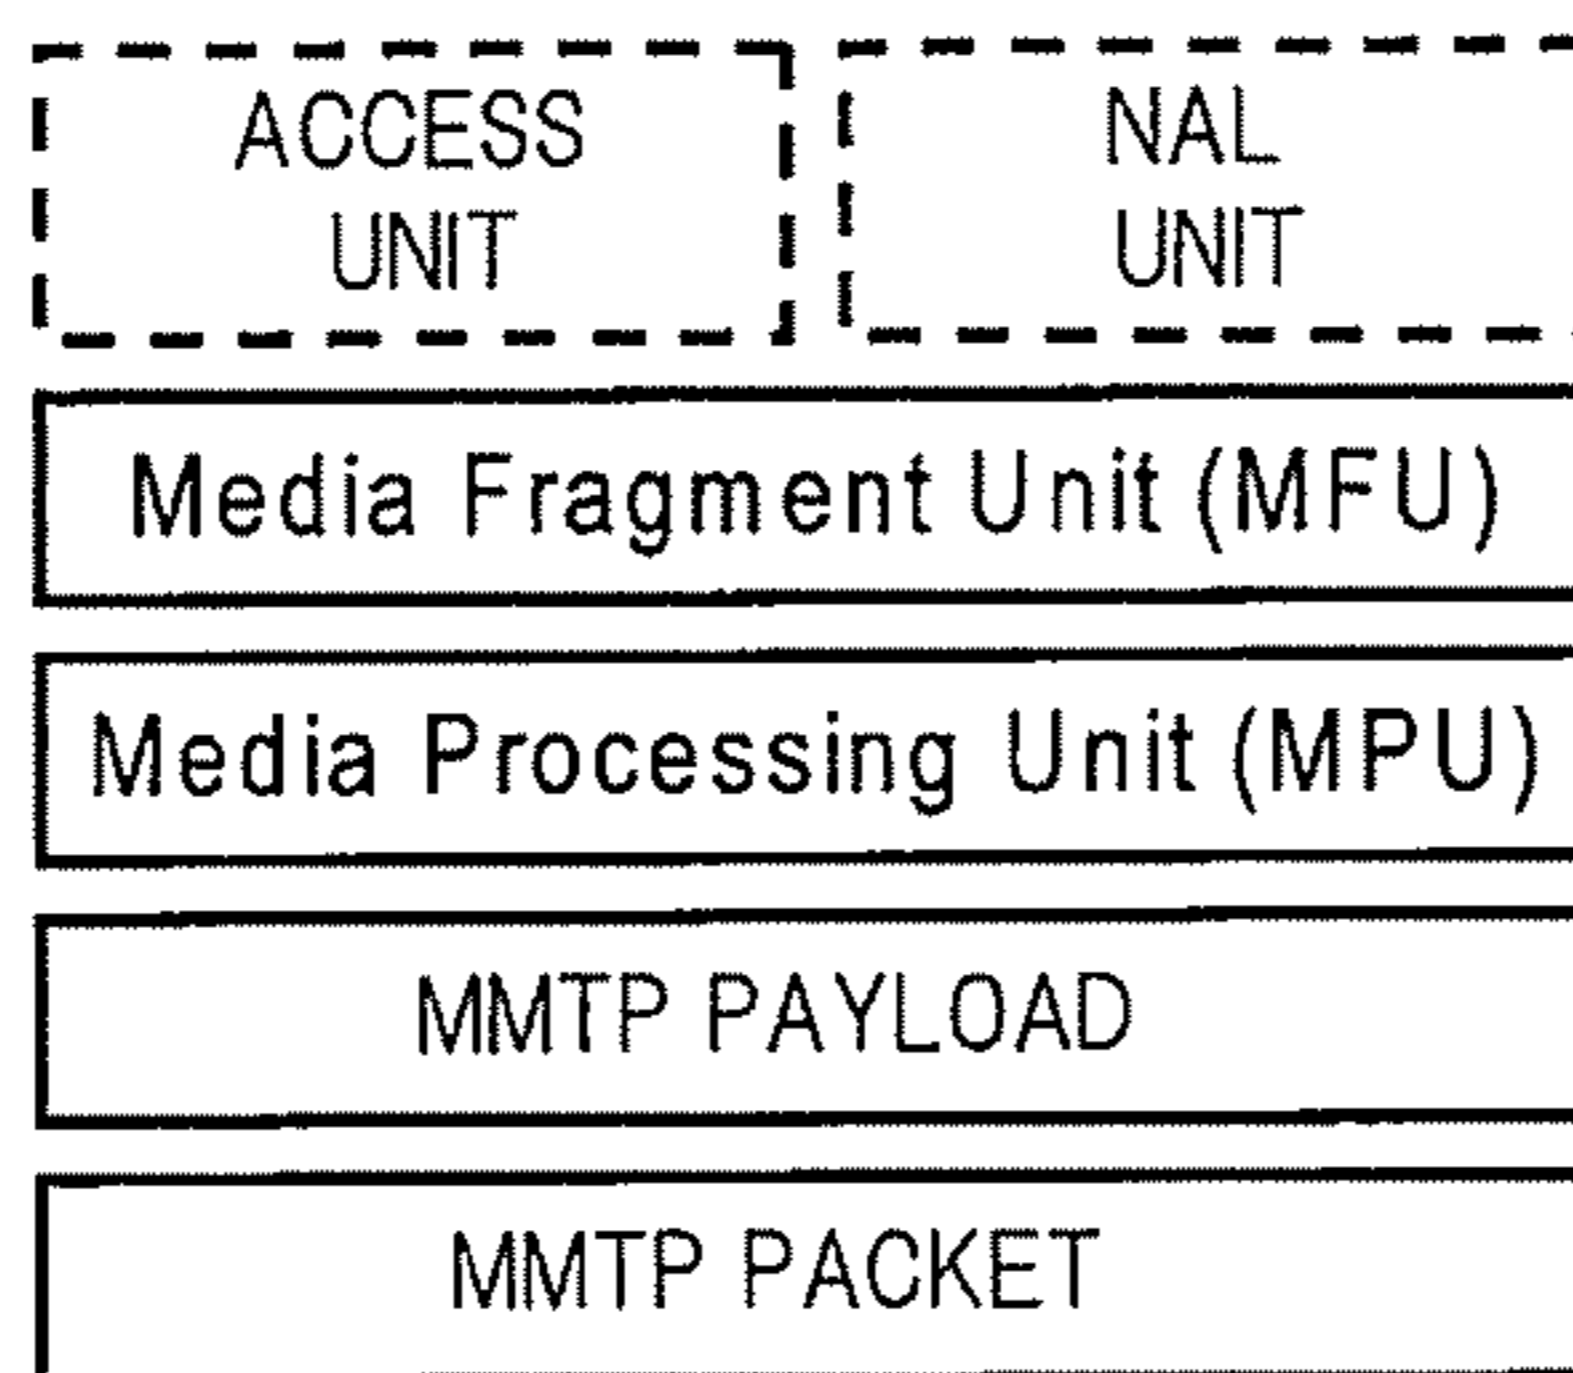 ACCESS
UNIT
NAL
UNIT
Media Fragment Unit (MFU)
Media Processing Unit (MPU)
MMTP PAYLOAD
MMTP PACKET